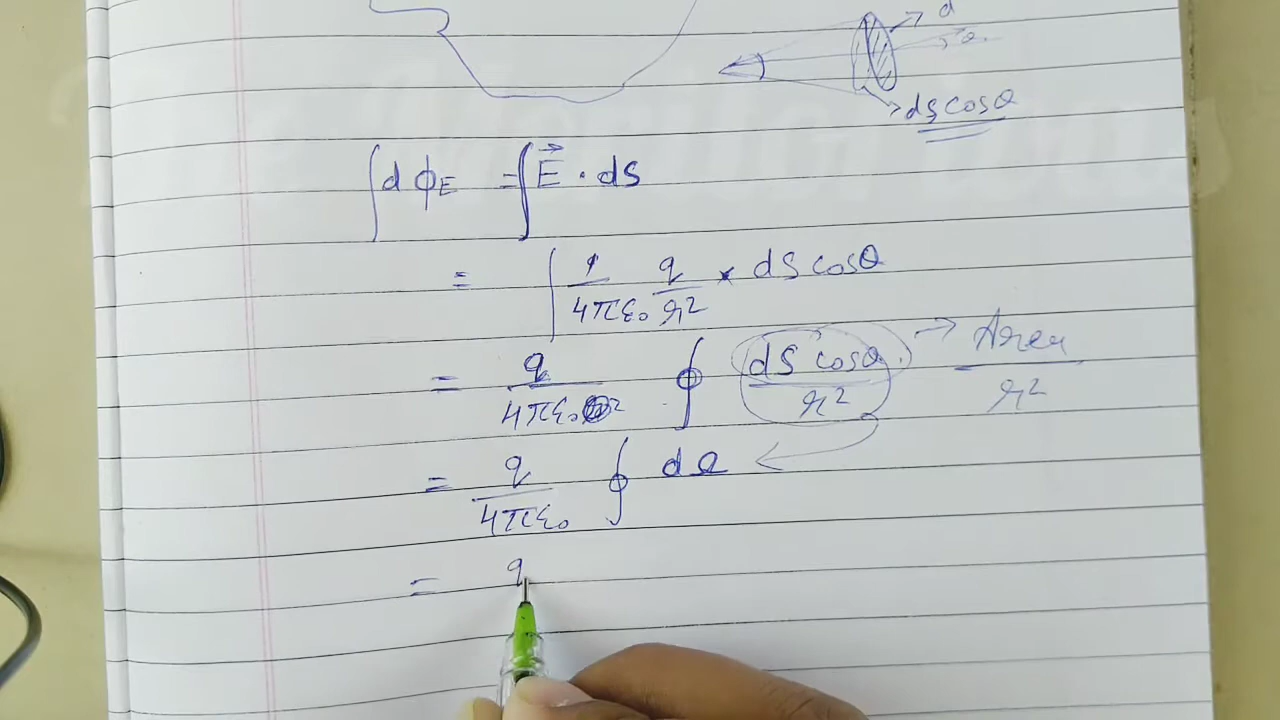 d
θ
ds cosθ
∫dϕE = ∫E⃗ · ds
= ∫ 1/4πε₀ q/r² × ds cosθ
= q/4πε₀ ∮ ds cosθ/r² → Area/r²
= q/4πε₀ ∮ dΩ
= q